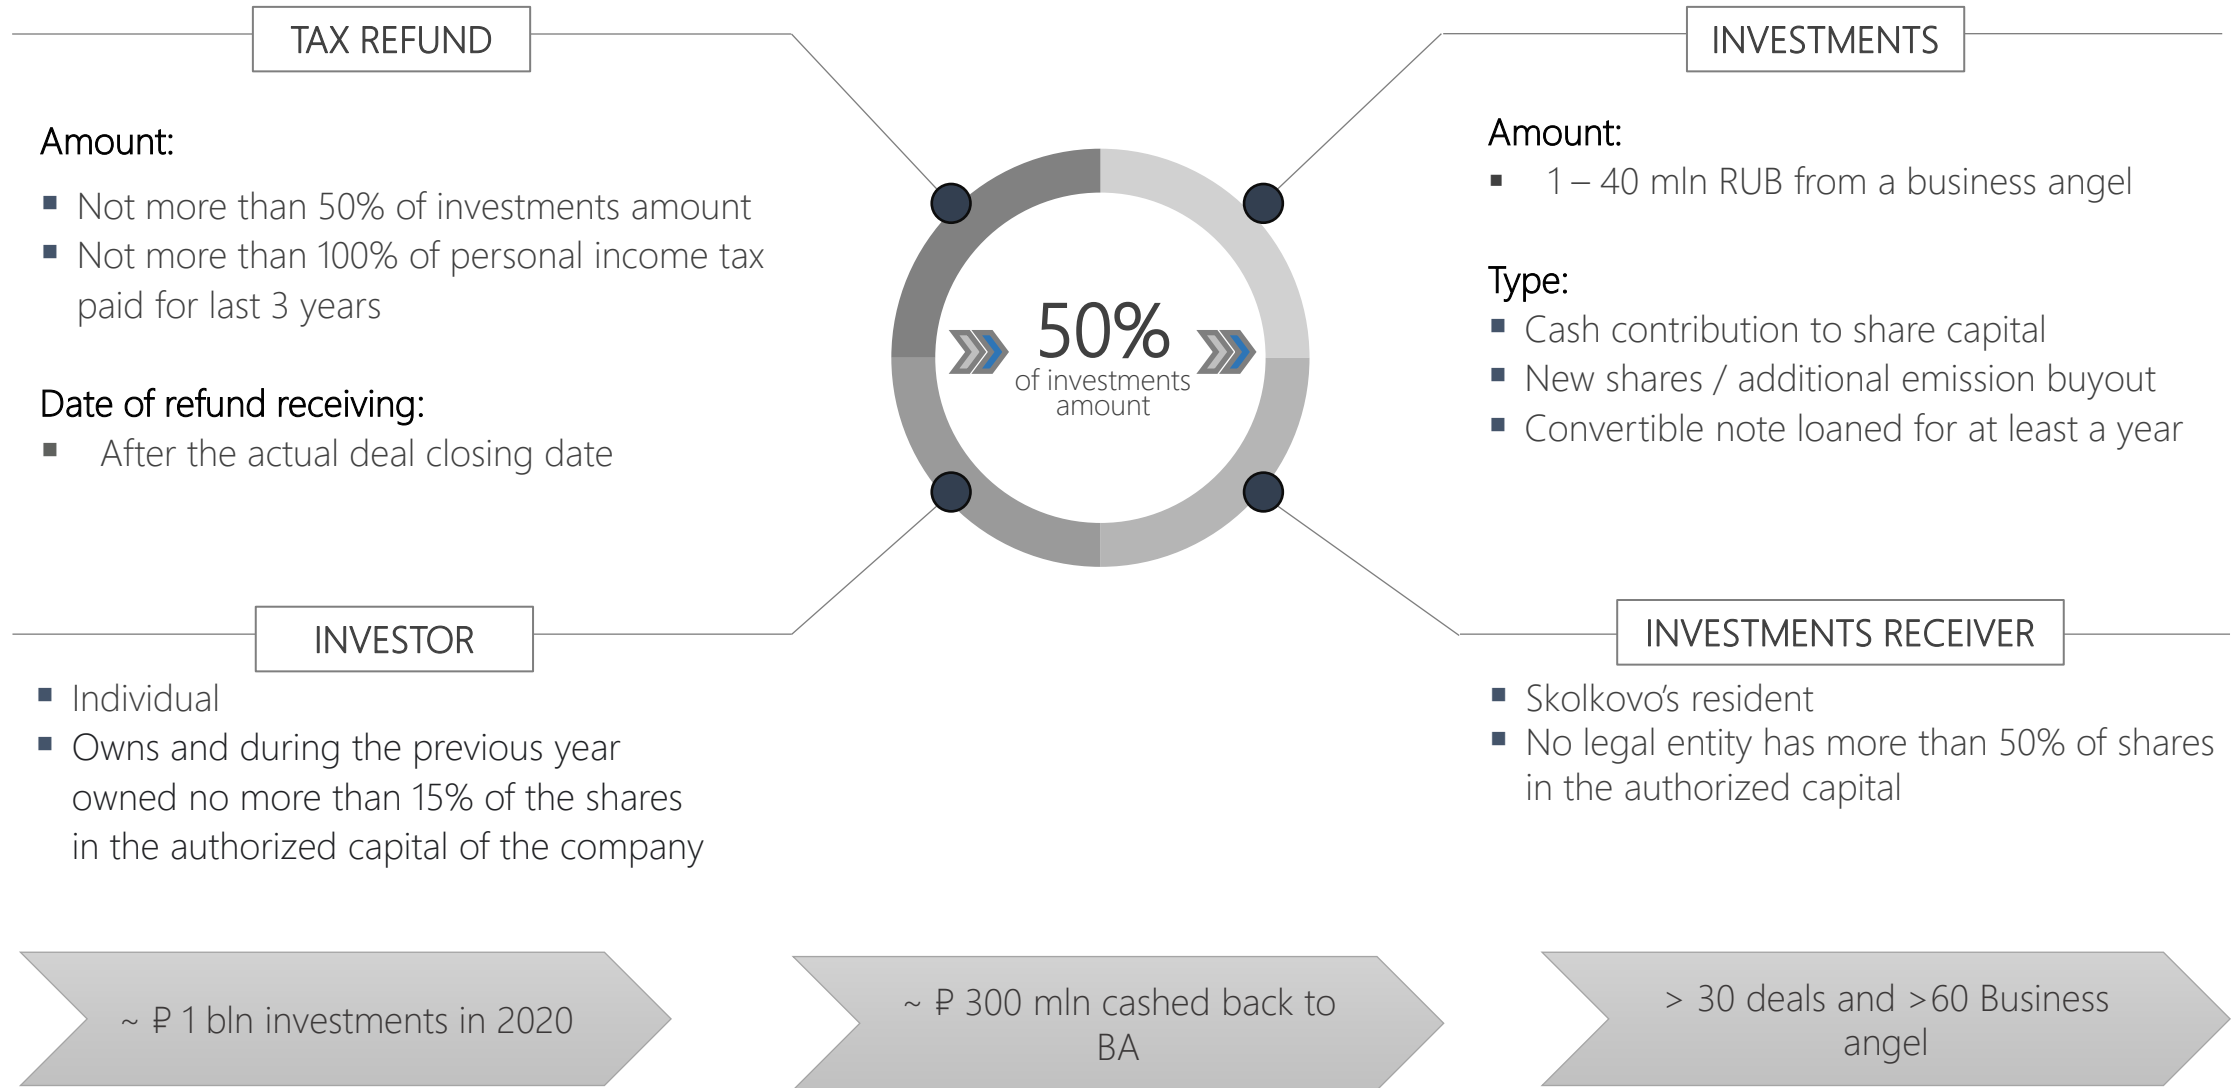 TAX REFUND
Amount:
▪ Not more than 50% of investments amount
▪ Not more than 100% of personal income tax
paid for last 3 years
Date of refund receiving:
▪ After the actual deal closing date
INVESTMENTS
Amount:
▪ 1 – 40 mln RUB from a business angel
Type:
▪ Cash contribution to share capital
▪ New shares / additional emission buyout
▪ Convertible note loaned for at least a year
50%
of investments
amount
INVESTOR
▪ Individual
▪ Owns and during the previous year
owned no more than 15% of the shares
in the authorized capital of the company
INVESTMENTS RECEIVER
▪ Skolkovo’s resident
▪ No legal entity has more than 50% of shares
in the authorized capital
~ ₽ 1 bln investments in 2020
~ ₽ 300 mln cashed back to
BA
> 30 deals and >60 Business
angel